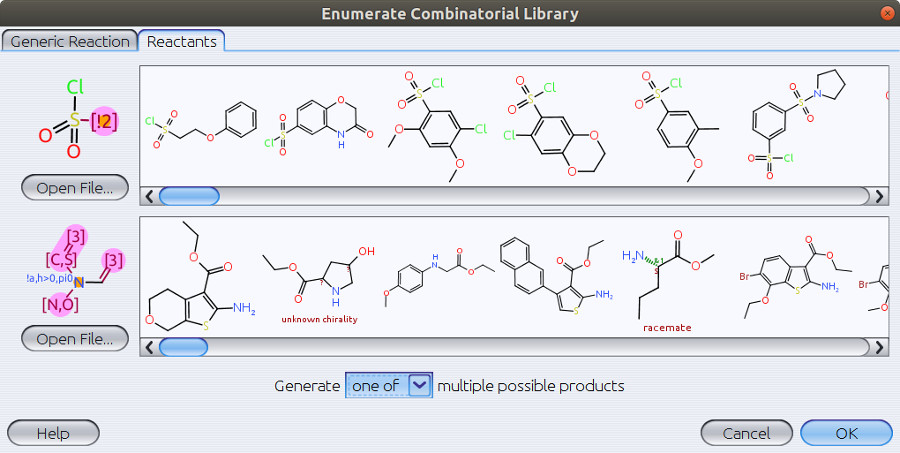 Enumerate Combinatorial Library
Generic Reaction
Reactants
Cl
O
S
[!2]
O
O
Open File...
Cl
O
S
O
O
O
O
S
O
Cl
N
H
O
O
S
Cl
O
O
Cl
O
O
S
Cl
O
Cl
O
O
O
S
Cl
O
O
O
S
N
O
O
S
Cl
O
[3]
[C,S]
[3]
!a,h>0,pi0
N
[N,O]
Open File...
O
O
O
S
NH₂
OH
O
O
N
H
unknown chirality
H
N
O
O
O
O
O
S
NH₂
H₂N
&1
S
O
O
racemate
O
O
Br
S
NH₂
O
Br
O
Generate one of multiple possible products
Help
Cancel
OK